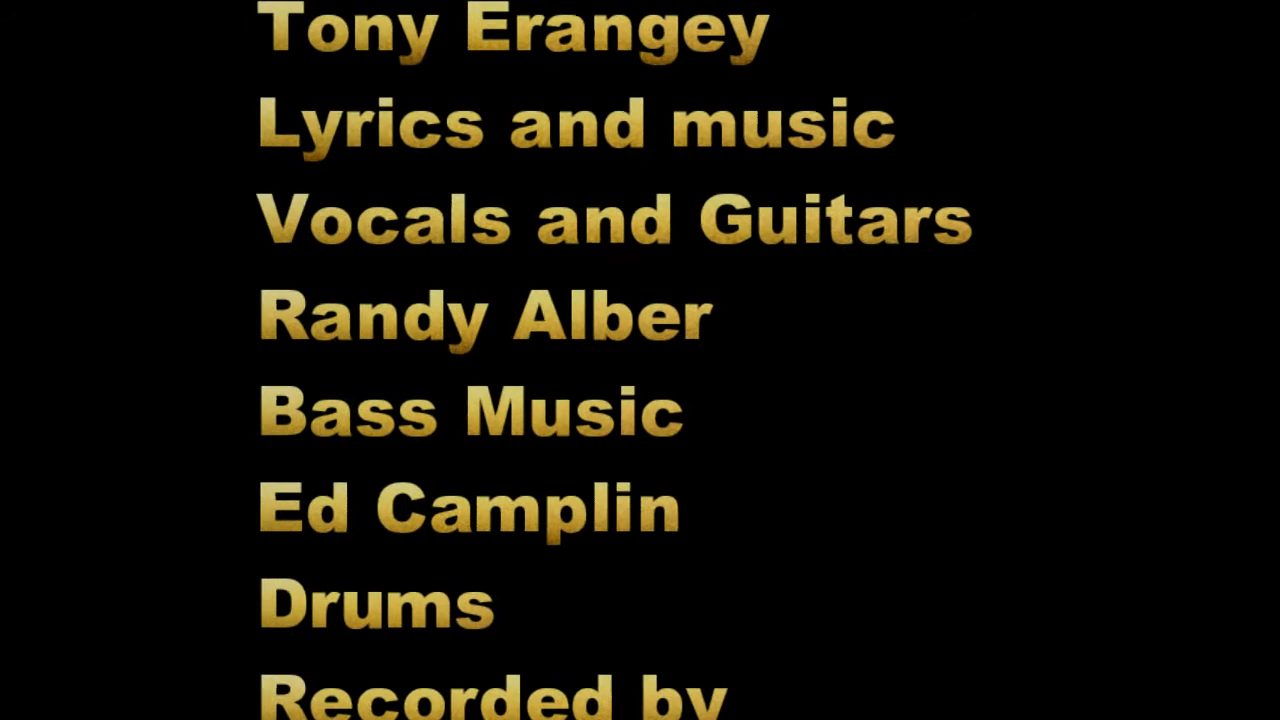 Tony Erangey
Lyrics and music
Vocals and Guitars
Randy Alber
Bass Music
Ed Camplin
Drums
Recorded by